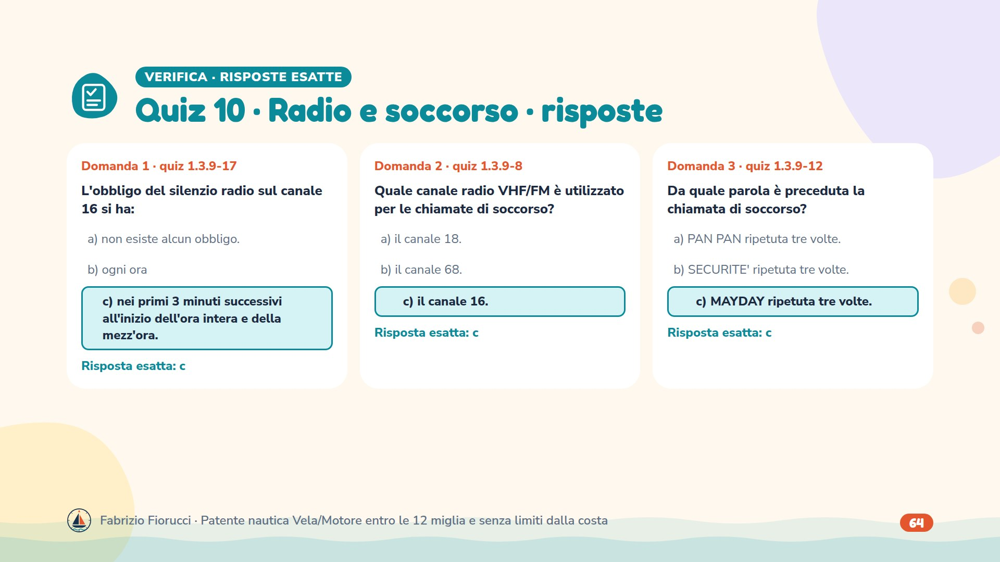 VERIFICA · RISPOSTE ESATTE
Quiz 10 · Radio e soccorso · risposte
Domanda 1 · quiz 1.3.9-17
L'obbligo del silenzio radio sul canale
16 si ha:
a) non esiste alcun obbligo.
b) ogni ora
c) nei primi 3 minuti successivi
all'inizio dell'ora intera e della
mezz'ora.
Risposta esatta: c
Domanda 2 · quiz 1.3.9-8
Quale canale radio VHF/FM è utilizzato
per le chiamate di soccorso?
a) il canale 18.
b) il canale 68.
c) il canale 16.
Risposta esatta: c
Domanda 3 · quiz 1.3.9-12
Da quale parola è preceduta la
chiamata di soccorso?
a) PAN PAN ripetuta tre volte.
b) SECURITE' ripetuta tre volte.
c) MAYDAY ripetuta tre volte.
Risposta esatta: c
Fabrizio Fiorucci · Patente nautica Vela/Motore entro le 12 miglia e senza limiti dalla costa
64